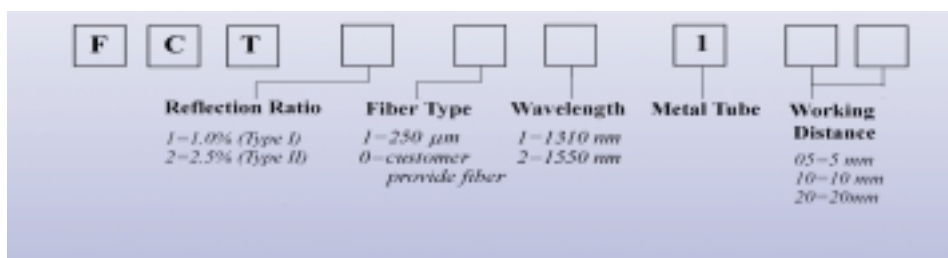 F C T 1
Reflection Ratio Fiber Type Wavelength Metal Tube Working
Distance
1–1.0% (Type I) 1–250 μm 1–1310 nm
2–2.5% (Type II) 0–customer 2–1550 nm
provide fiber
05–5 mm
10–10 mm
20–20mm